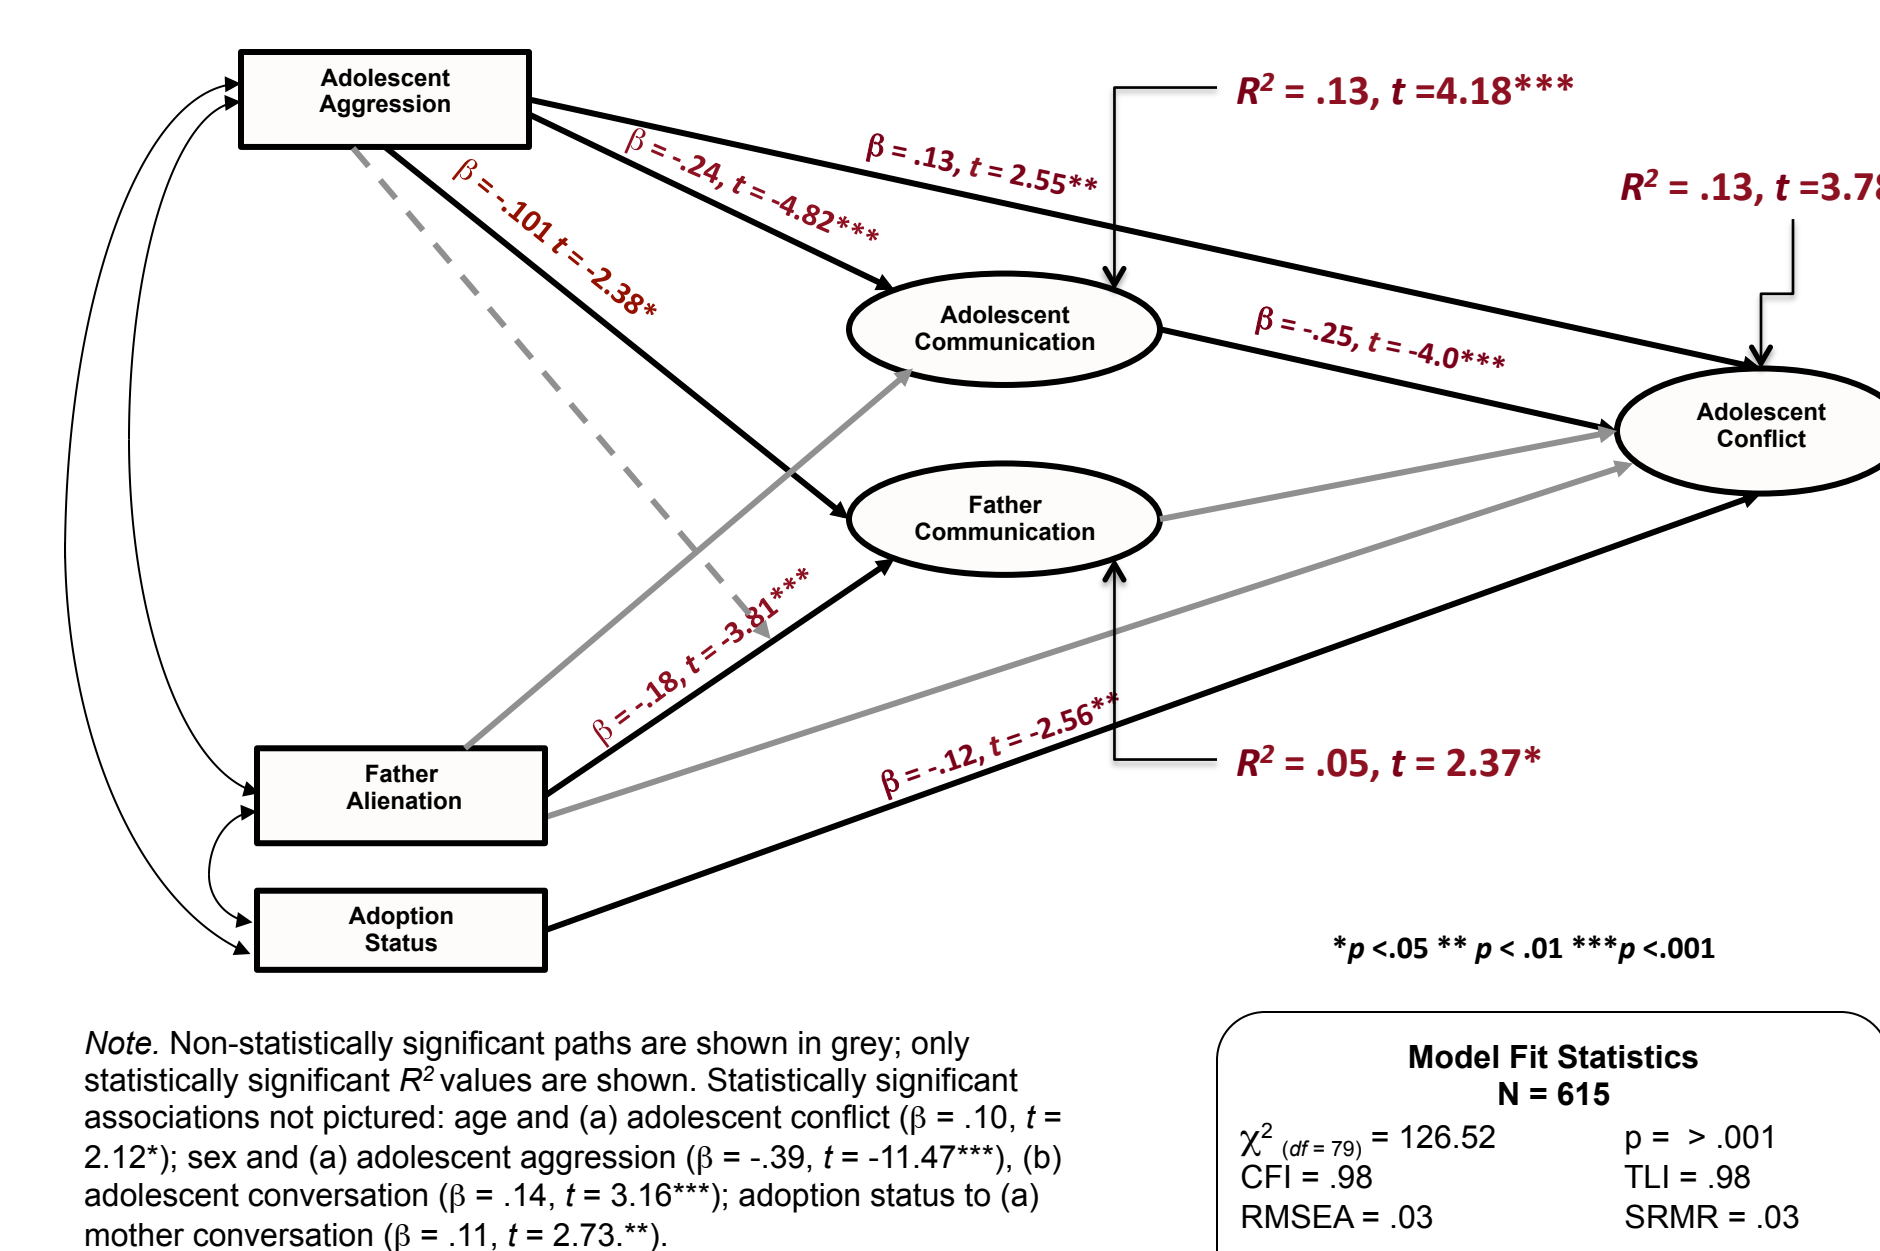 Adolescent
Aggression
R² = .13, t =4.18***
β = .13, t = 2.55**
β = -.24, t = -4.82***
β = -.101 t = -2.38*
R² = .13, t =3.78
Adolescent
Communication
β = -.25, t = -4.0***
Adolescent
Conflict
Father
Communication
β = -.18, t = -3.81***
β = -.12, t = -2.56**
R² = .05, t = 2.37*
Father
Alienation
Adoption
Status
*p <.05 ** p < .01 ***p <.001
Note. Non-statistically significant paths are shown in grey; only
statistically significant R² values are shown. Statistically significant
associations not pictured: age and (a) adolescent conflict (β = .10, t =
2.12*); sex and (a) adolescent aggression (β = -.39, t = -11.47***), (b)
adolescent conversation (β = .14, t = 3.16***); adoption status to (a)
mother conversation (β = .11, t = 2.73.**).
Model Fit Statistics
N = 615
χ² (df = 79) = 126.52 p = > .001
CFI = .98 TLI = .98
RMSEA = .03 SRMR = .03